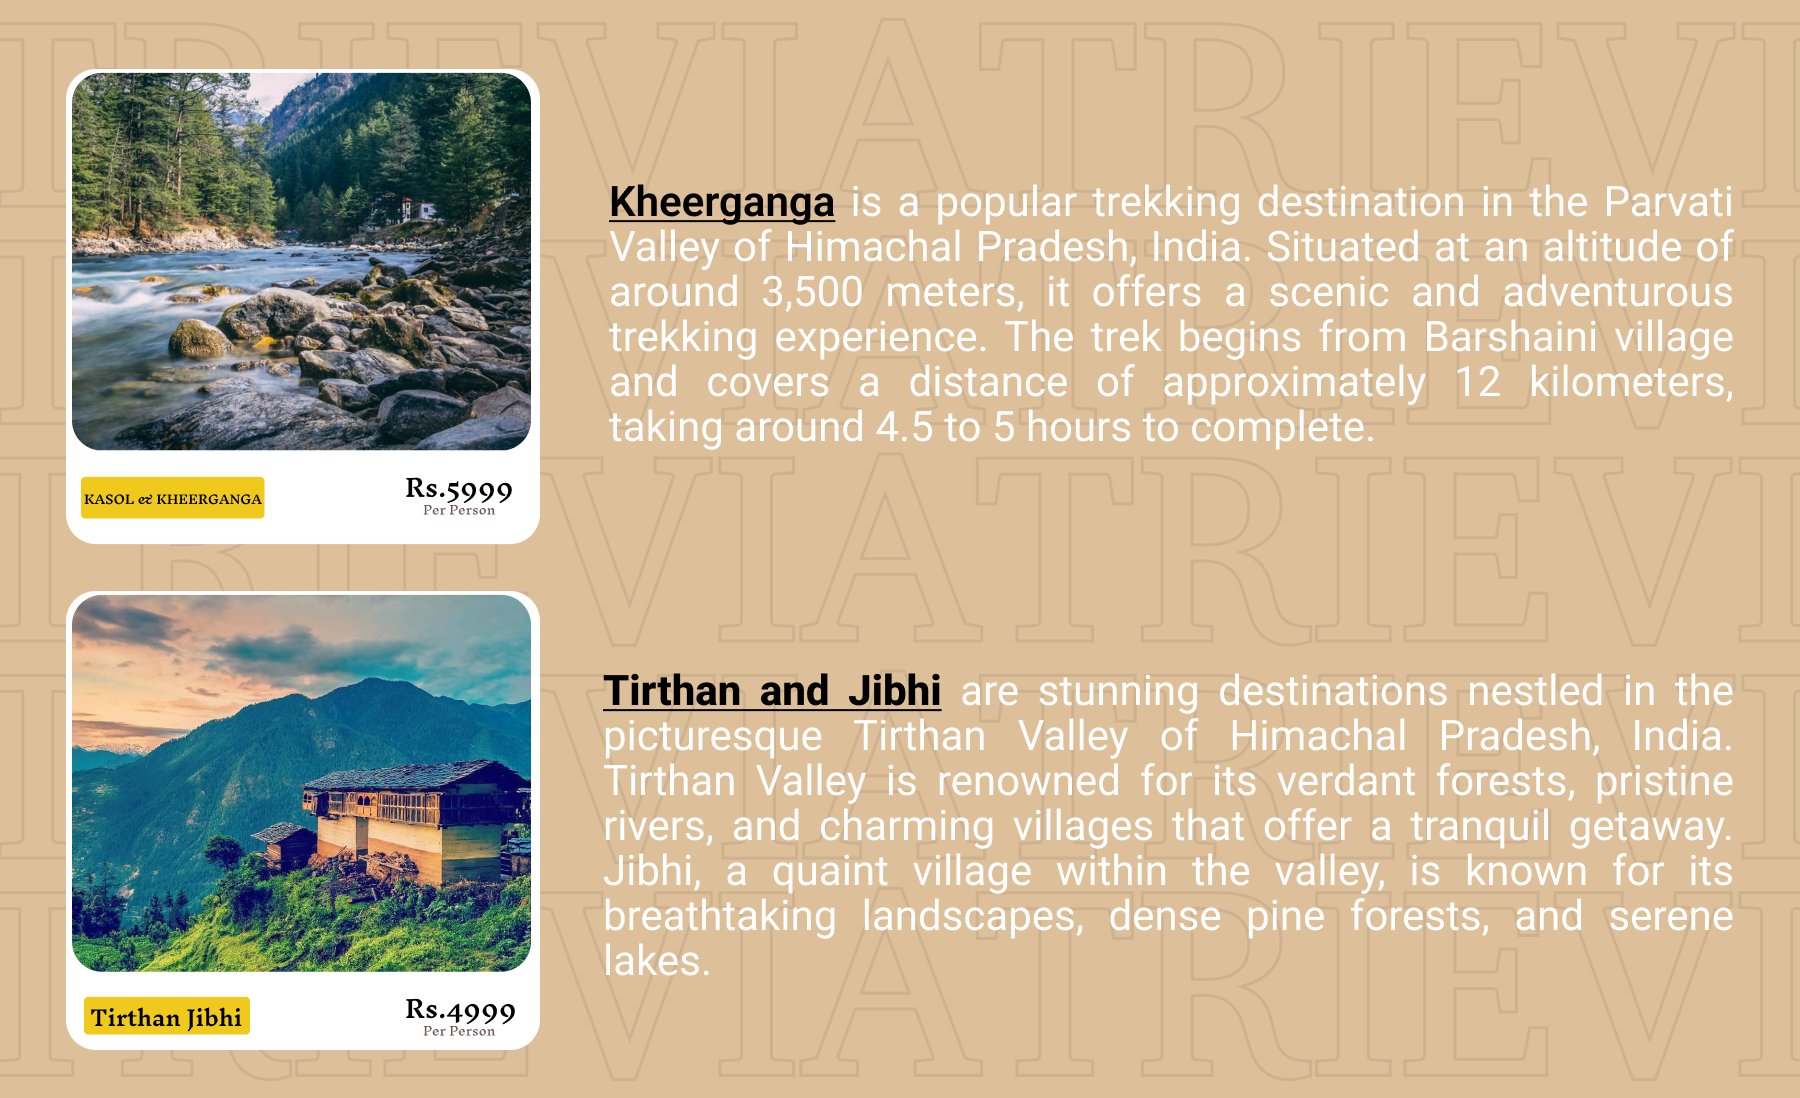 KASOL & KHEERGANGA
Rs.5999
Per Person
Kheerganga is a popular trekking destination in the Parvati
Valley of Himachal Pradesh, India. Situated at an altitude of
around 3,500 meters, it offers a scenic and adventurous
trekking experience. The trek begins from Barshaini village
and covers a distance of approximately 12 kilometers,
taking around 4.5 to 5 hours to complete.
Tirthan Jibhi
Rs.4999
Per Person
Tirthan and Jibhi are stunning destinations nestled in the
picturesque Tirthan Valley of Himachal Pradesh, India.
Tirthan Valley is renowned for its verdant forests, pristine
rivers, and charming villages that offer a tranquil getaway.
Jibhi, a quaint village within the valley, is known for its
breathtaking landscapes, dense pine forests, and serene
lakes.
TRIEVIATRIEVI
TRIEVIATRIEVI
TRIEVIATRIEVI
TRIEVIATRIEVI
TRIEVIATRIEVI